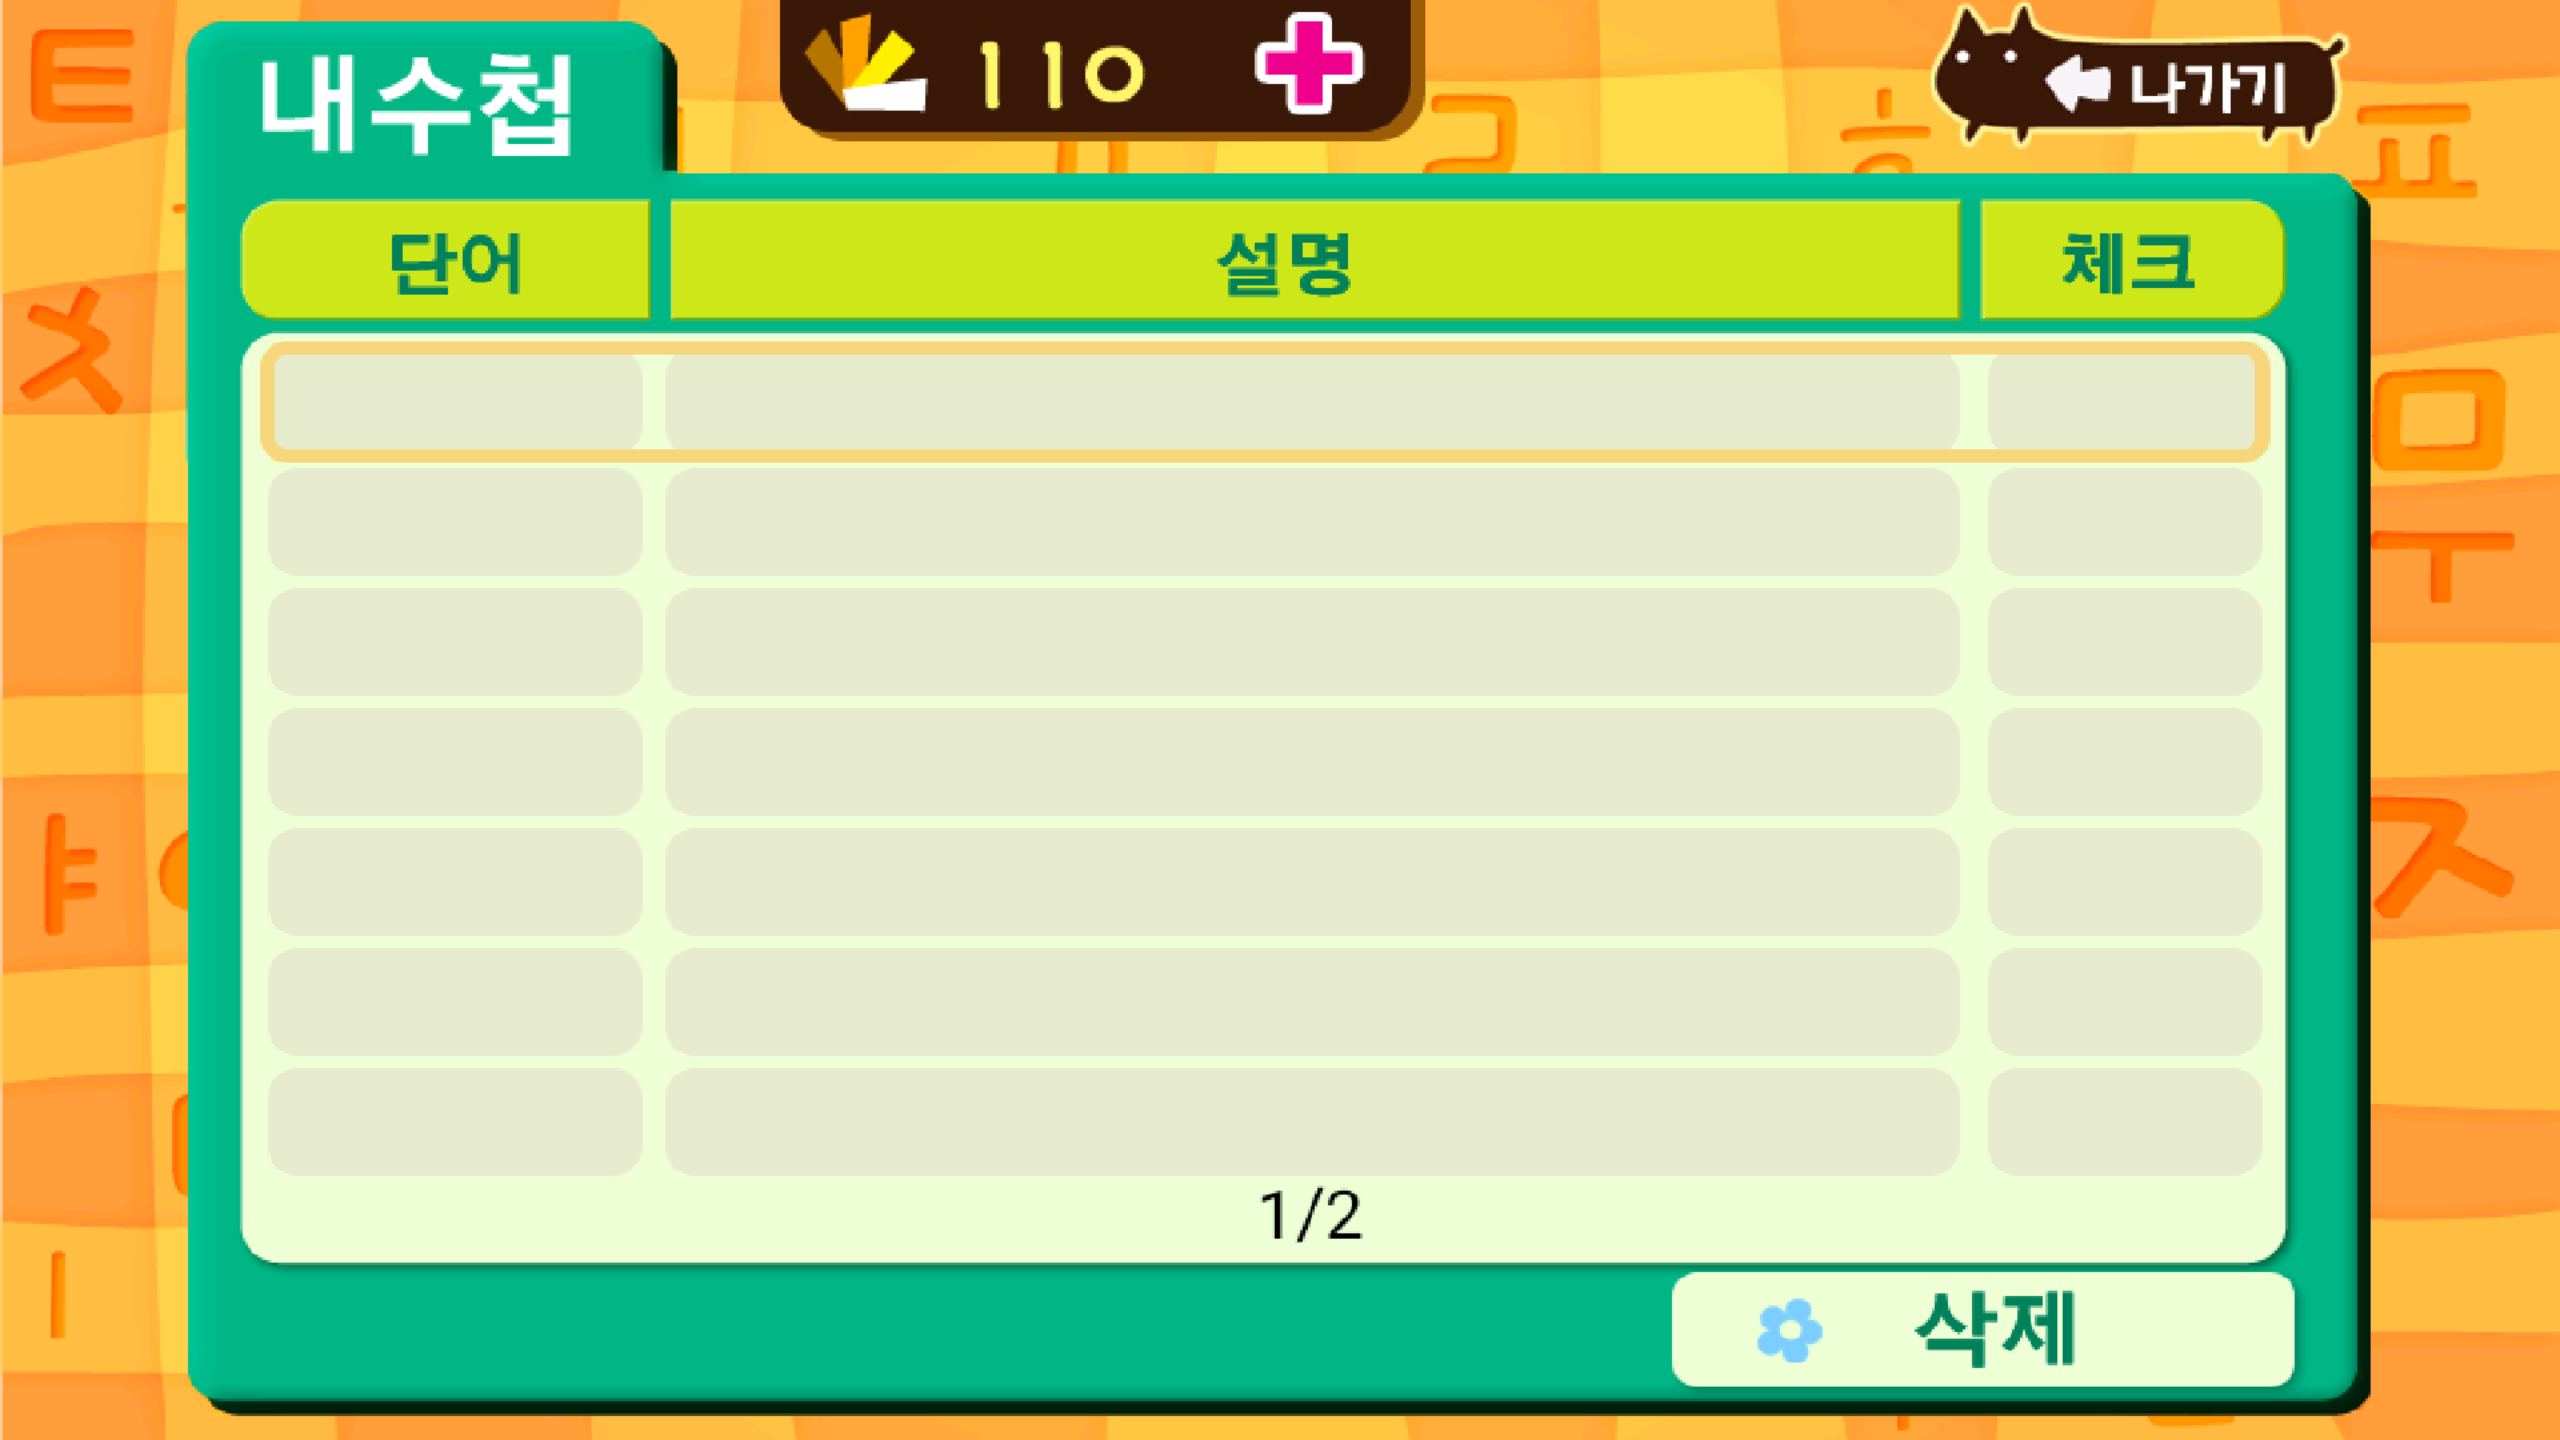 내수첩
110
나가기
단어 설명 체크
1/2
삭제
ㅌ
ㄹ
ㅎ
ㅍ
ㅊ
ㅁ
ㅜ
ㅑ
ㅈ
ㅣ